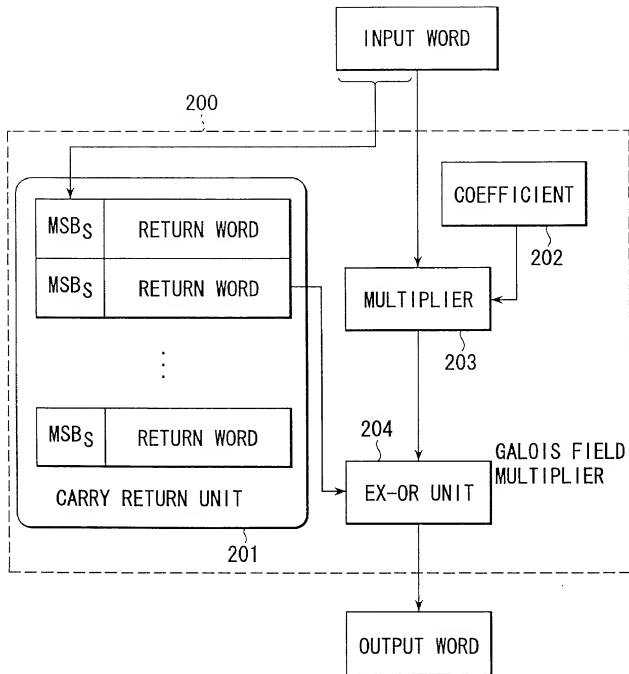 INPUT WORD
200
MSBS RETURN WORD
COEFFICIENT
202
MSBS RETURN WORD
MULTIPLIER
203
MSBS RETURN WORD
204
GALOIS FIELD
MULTIPLIER
EX-OR UNIT
CARRY RETURN UNIT
201
OUTPUT WORD